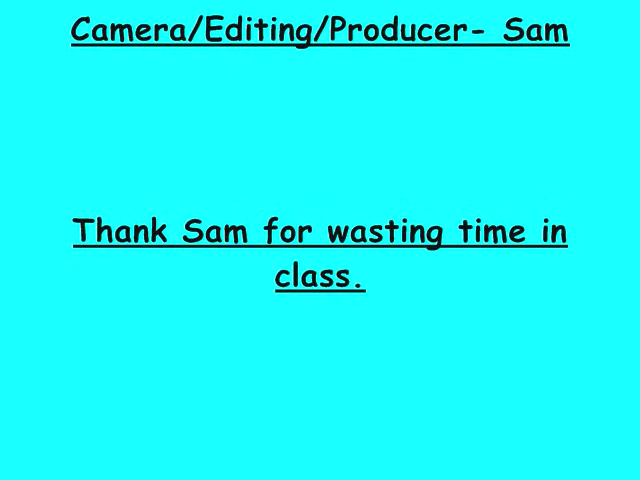 Camera/Editing/Producer- Sam
Thank Sam for wasting time in
class.